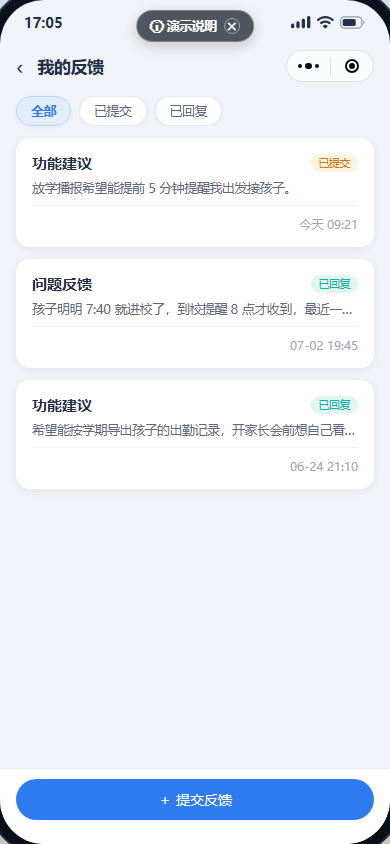 17:05
演示说明
‹ 我的反馈
全部 已提交 已回复
功能建议 已提交
放学播报希望能提前 5 分钟提醒我出发接孩子。
今天 09:21
问题反馈 已回复
孩子明明 7:40 就进校了，到校提醒 8 点才收到，最近一...
07-02 19:45
功能建议 已回复
希望能按学期导出孩子的出勤记录，开家长会前想自己看...
06-24 21:10
+ 提交反馈